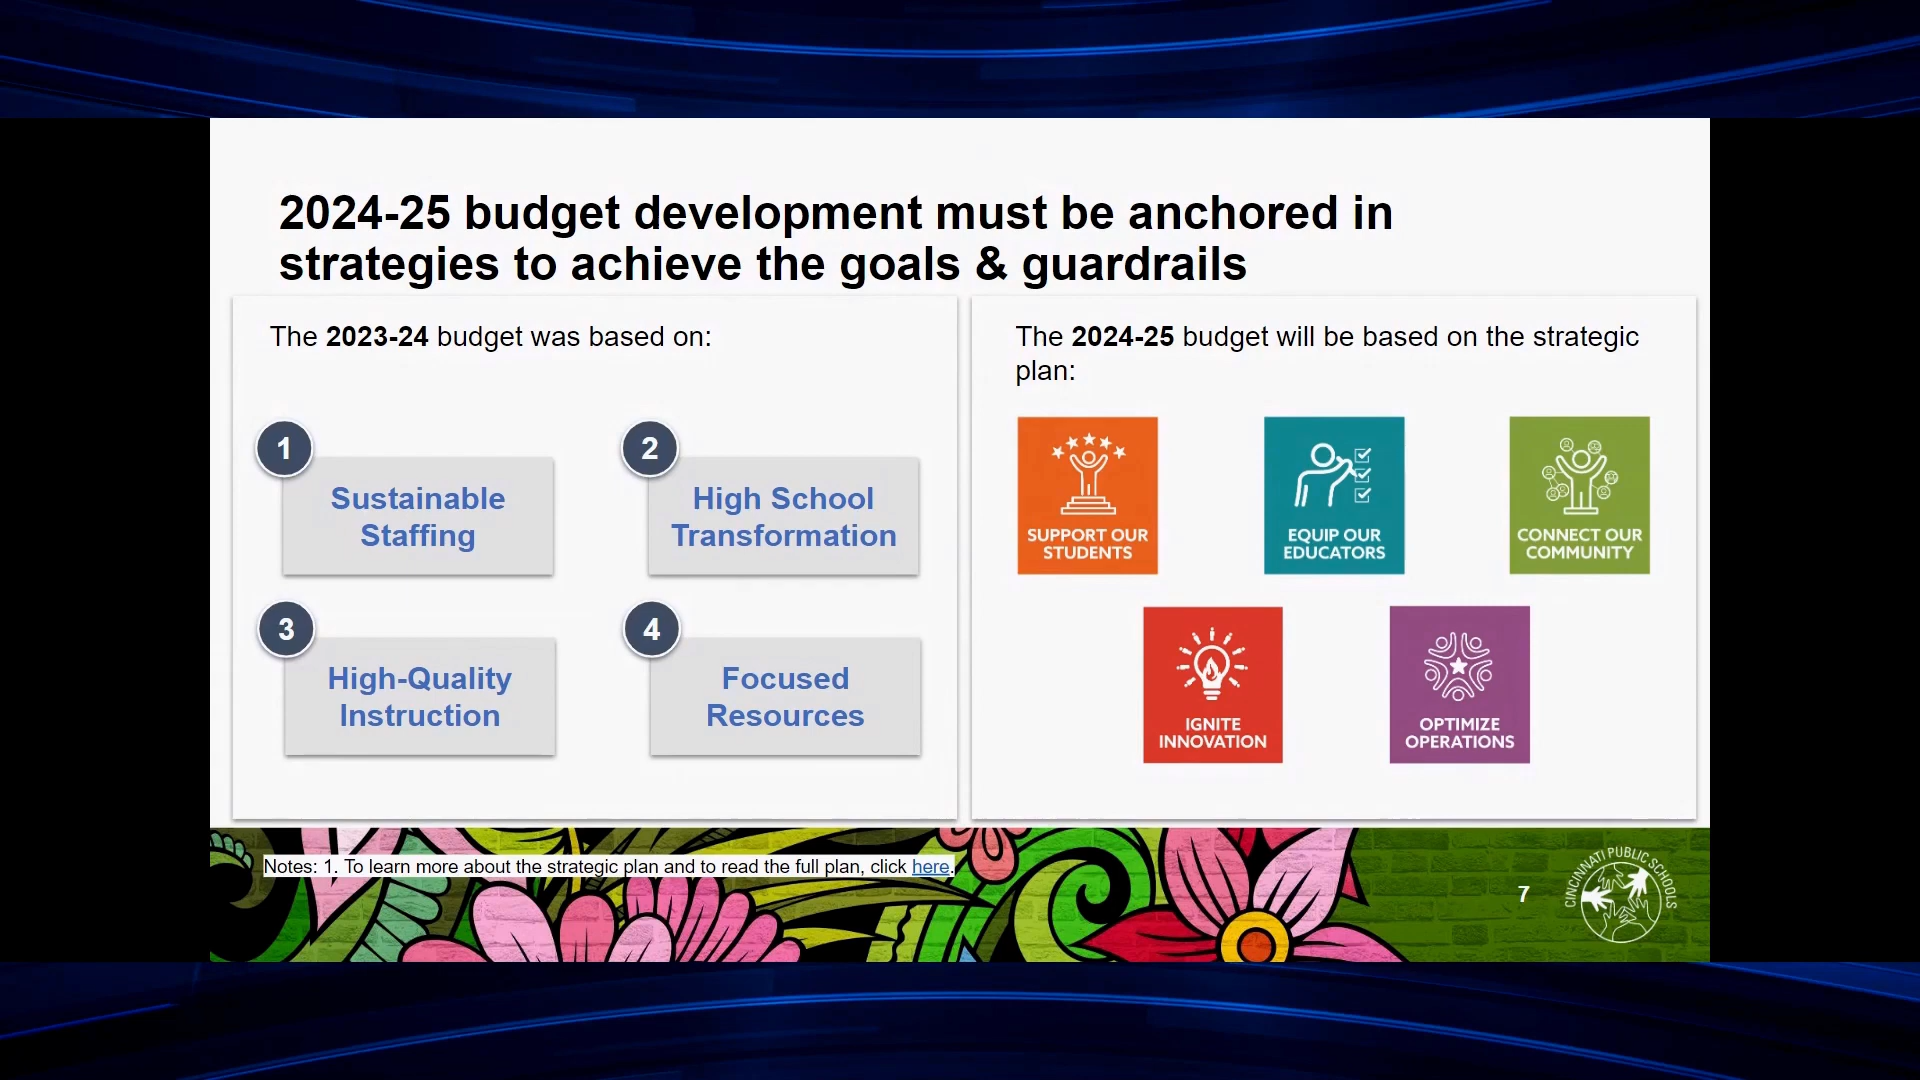 2024-25 budget development must be anchored in
strategies to achieve the goals & guardrails
The 2023-24 budget was based on:
1
Sustainable
Staffing
2
High School
Transformation
3
High-Quality
Instruction
4
Focused
Resources
The 2024-25 budget will be based on the strategic
plan:
SUPPORT OUR
STUDENTS
EQUIP OUR
EDUCATORS
CONNECT OUR
COMMUNITY
IGNITE
INNOVATION
OPTIMIZE
OPERATIONS
Notes: 1. To learn more about the strategic plan and to read the full plan, click here.
7
CINCINNATI PUBLIC SCHOOLS